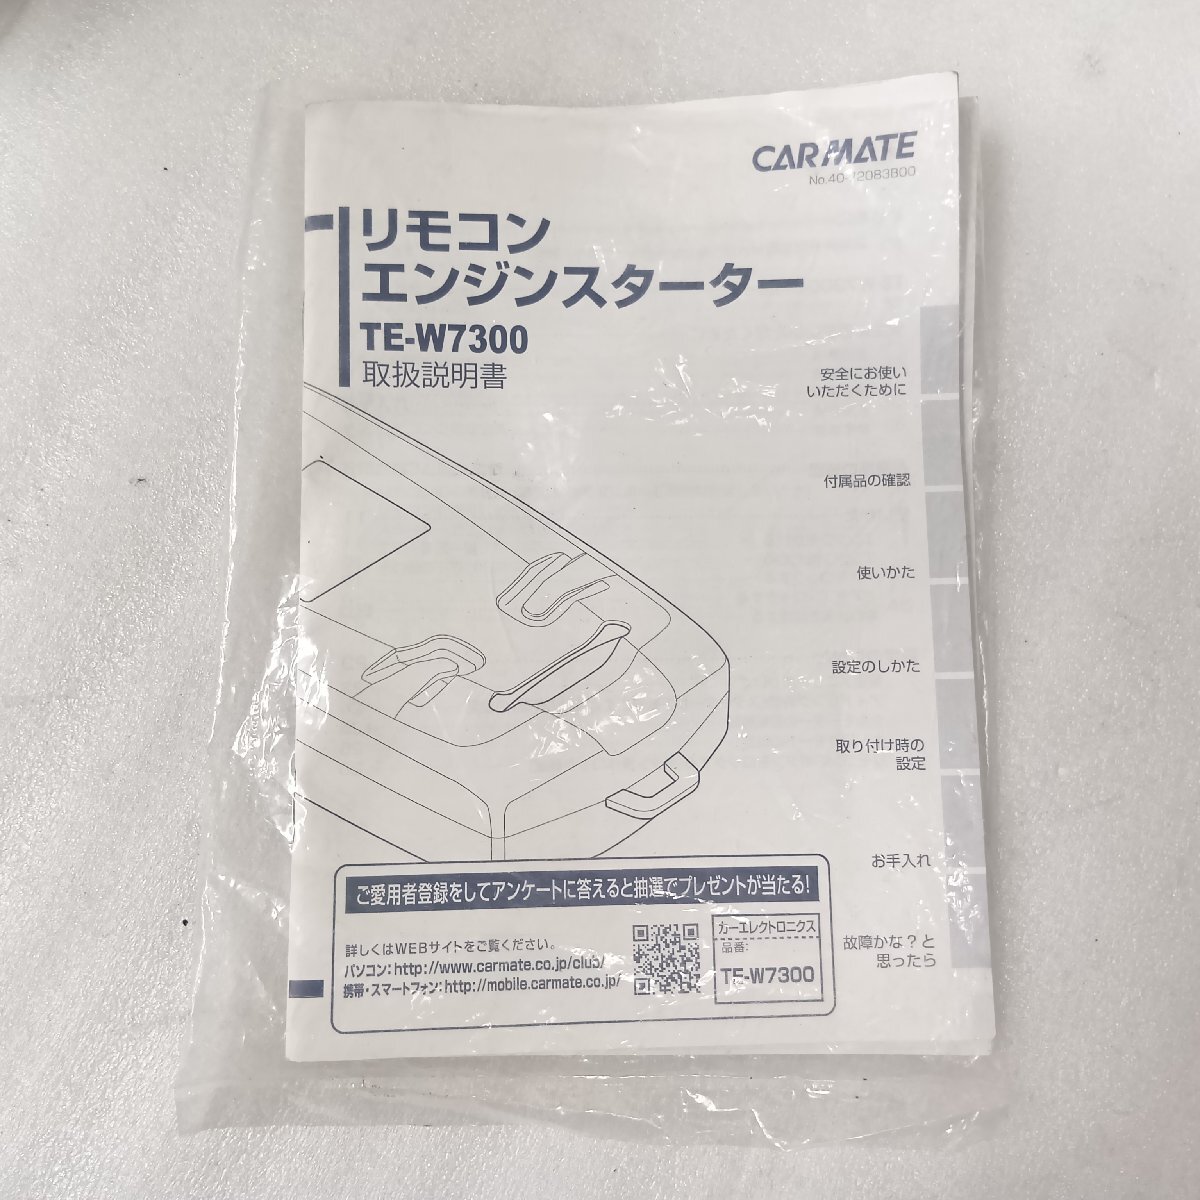 CARMATE
No.40-12083B00
リモコン
エンジンスターター
TE-W7300
取扱説明書
安全にお使い
いただくために
付属品の確認
使いかた
設定のしかた
取り付け時の
設定
お手入れ
故障かな？と
思ったら
ご愛用者登録をしてアンケートに答えると抽選でプレゼントが当たる!
詳しくはWEBサイトをご覧ください。
パソコン:http://www.carmate.co.jp/club/
携帯・スマートフォン:http://mobile.carmate.co.jp/
カーエレクトロニクス
品番:
TE-W7300